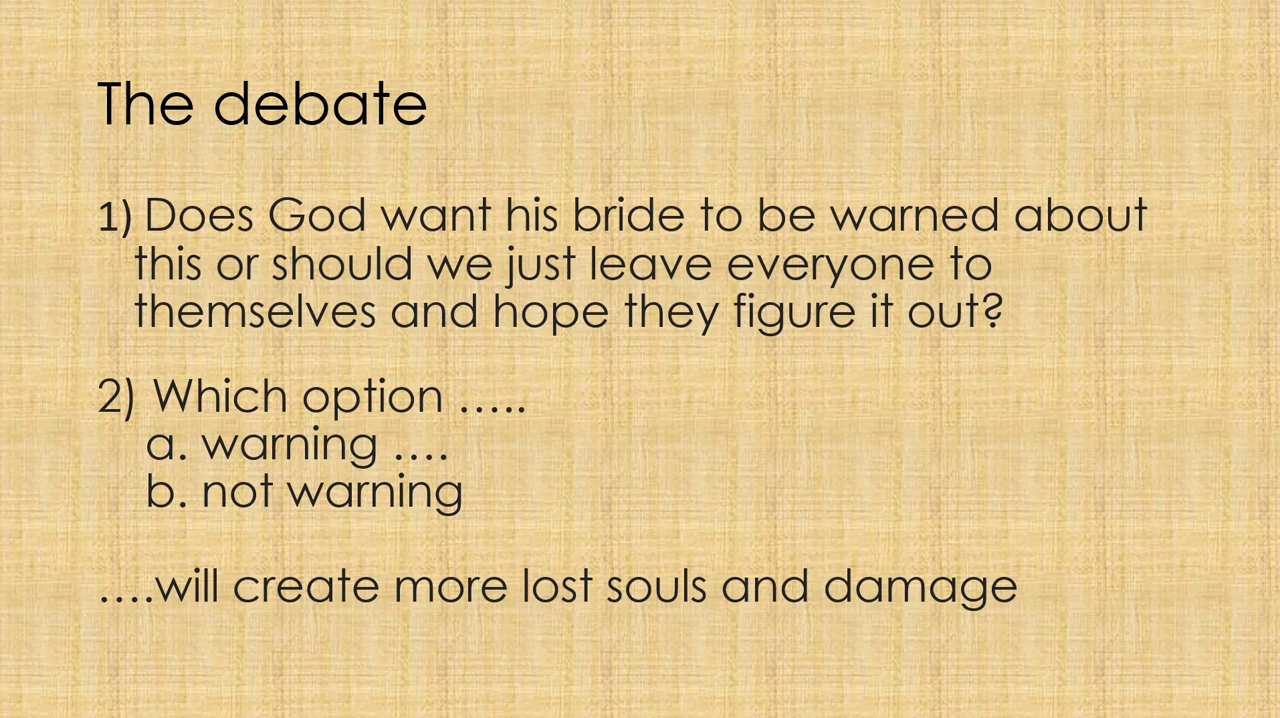 The debate
1) Does God want his bride to be warned about
this or should we just leave everyone to
themselves and hope they figure it out?
2) Which option …..
a. warning ….
b. not warning
….will create more lost souls and damage